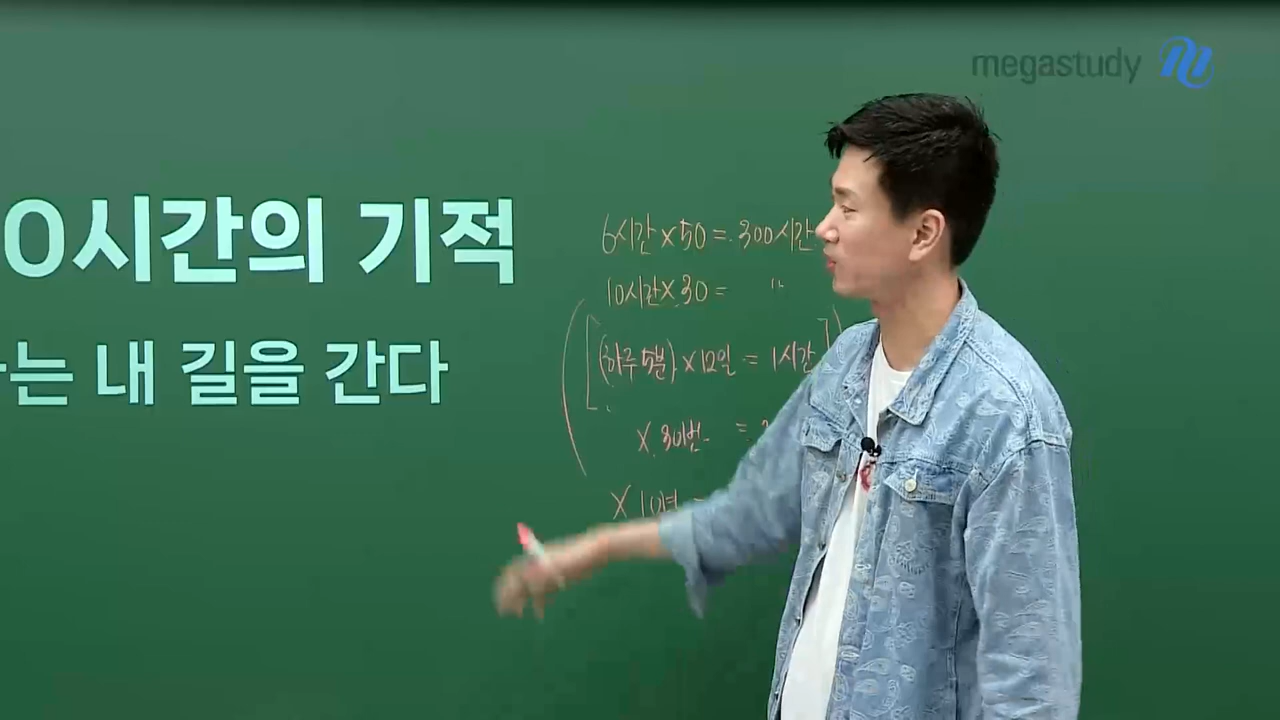 megastudy
0시간의 기적
는 내 길을 간다
6시간 x 50 = 300시간
10시간 x 30 = "
[(하루 5분) x 12일 = 1시간]
x 30번 =
x 10명